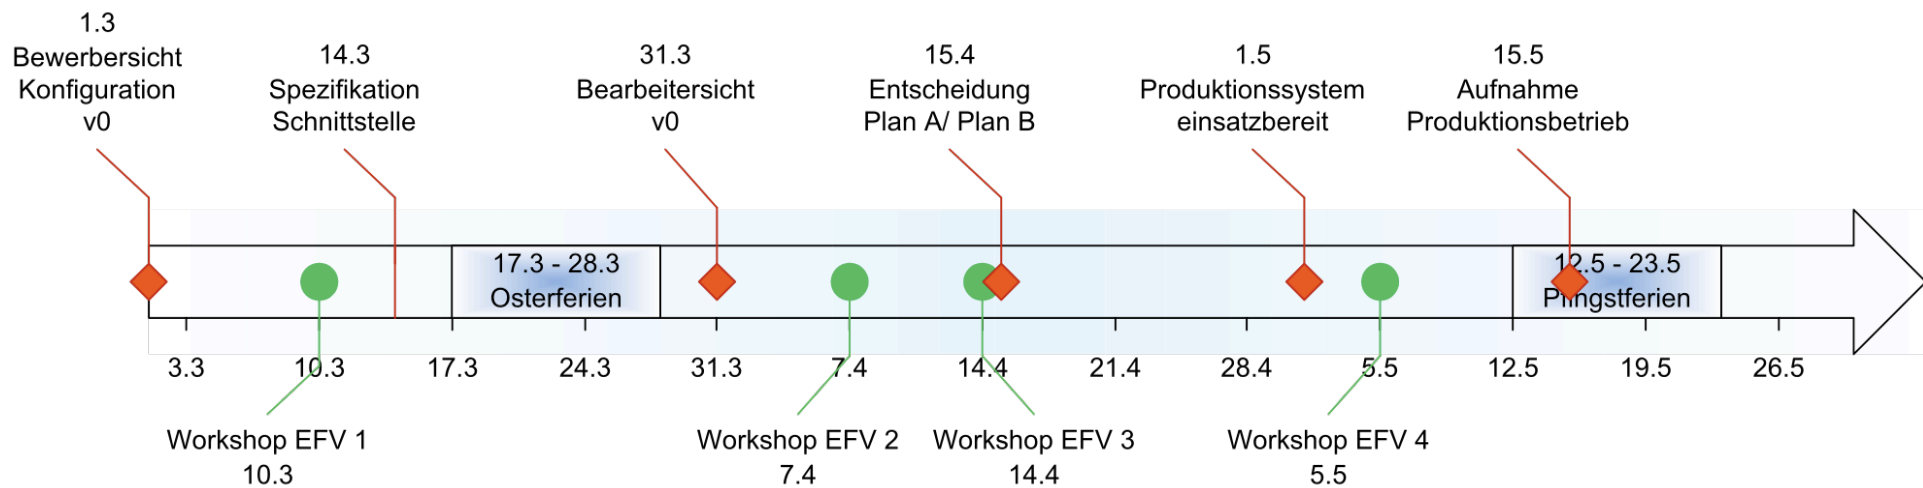 1.3
Bewerbersicht
Konfiguration
v0
14.3
Spezifikation
Schnittstelle
31.3
Bearbeitersicht
v0
15.4
Entscheidung
Plan A/ Plan B
1.5
Produktionssystem
einsatzbereit
15.5
Aufnahme
Produktionsbetrieb
17.3 - 28.3
Osterferien
12.5 - 23.5
Pfingstferien
3.3
10.3
17.3
24.3
31.3
7.4
14.4
21.4
28.4
5.5
12.5
19.5
26.5
Workshop EFV 1
10.3
Workshop EFV 2
7.4
Workshop EFV 3
14.4
Workshop EFV 4
5.5